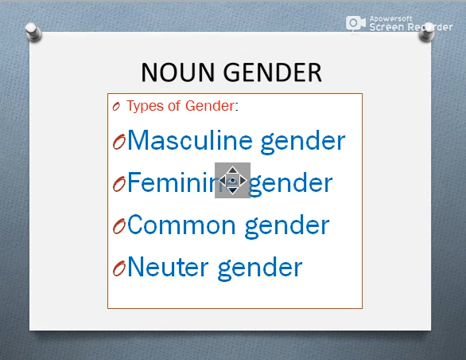 Apowersoft
Screen Recorder
NOUN GENDER
Types of Gender:
Masculine gender
Feminine gender
Common gender
Neuter gender